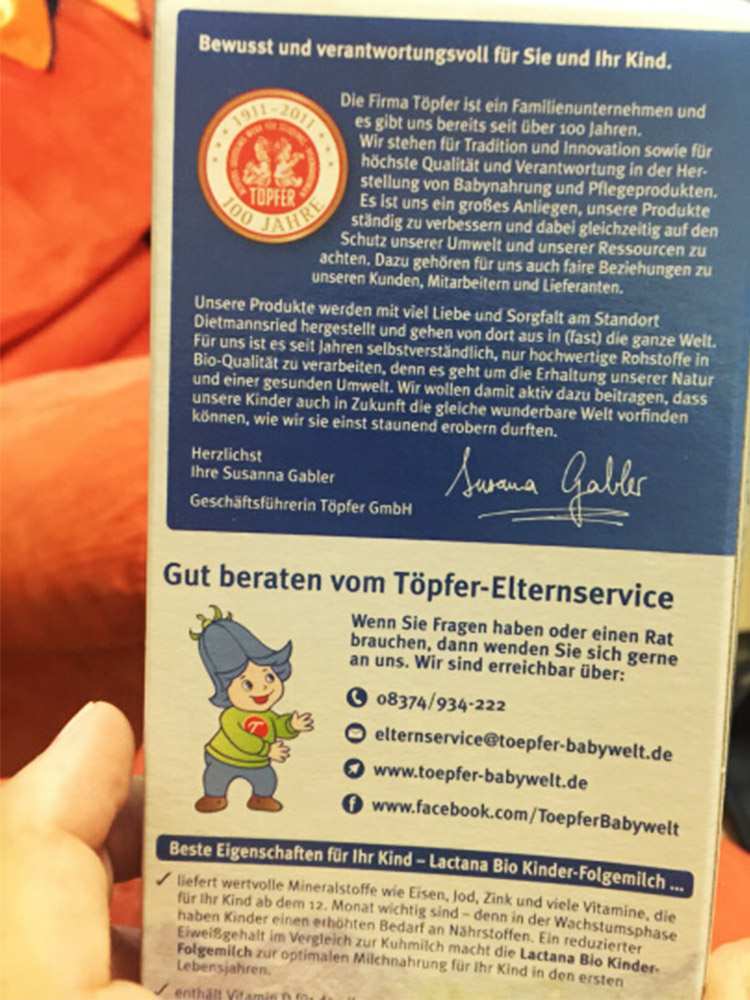 Bewusst und verantwortungsvoll für Sie und Ihr Kind.
1911-2011
TÖPFER
100 JAHRE
Die Firma Töpfer ist ein Familienunternehmen und
es gibt uns bereits seit über 100 Jahren.
Wir stehen für Tradition und Innovation sowie für
höchste Qualität und Verantwortung in der Her-
stellung von Babynahrung und Pflegeprodukten.
Es ist uns ein großes Anliegen, unsere Produkte
ständig zu verbessern und dabei gleichzeitig auf den
Schutz unserer Umwelt und unserer Ressourcen zu
achten. Dazu gehören für uns auch faire Beziehungen zu
unseren Kunden, Mitarbeitern und Lieferanten.
Unsere Produkte werden mit viel Liebe und Sorgfalt am Standort
Dietmannsried hergestellt und gehen von dort aus in (fast) die ganze Welt.
Für uns ist es seit Jahren selbstverständlich, nur hochwertige Rohstoffe in
Bio-Qualität zu verarbeiten, denn es geht um die Erhaltung unserer Natur
und einer gesunden Umwelt. Wir wollen damit aktiv dazu beitragen, dass
unsere Kinder auch in Zukunft die gleiche wunderbare Welt vorfinden
können, wie wir sie einst staunend erobern durften.
Herzlichst
Ihre Susanna Gabler
Susanna Gabler
Geschäftsführerin Töpfer GmbH
Gut beraten vom Töpfer-Elternservice
Wenn Sie Fragen haben oder einen Rat
brauchen, dann wenden Sie sich gerne
an uns. Wir sind erreichbar über:
08374/934-222
elternservice@toepfer-babywelt.de
www.toepfer-babywelt.de
www.facebook.com/ToepferBabywelt
Beste Eigenschaften für Ihr Kind – Lactana Bio Kinder-Folgemilch ...
✓ liefert wertvolle Mineralstoffe wie Eisen, Jod, Zink und viele Vitamine, die
für Ihr Kind ab dem 12. Monat wichtig sind – denn in der Wachstumsphase
haben Kinder einen erhöhten Bedarf an Nährstoffen. Ein reduzierter
Eiweißgehalt im Vergleich zur Kuhmilch macht die Lactana Bio Kinder-
Folgemilch zur optimalen Milchnahrung für Ihr Kind in den ersten
Lebensjahren.
✓ enthält Vitamin D für